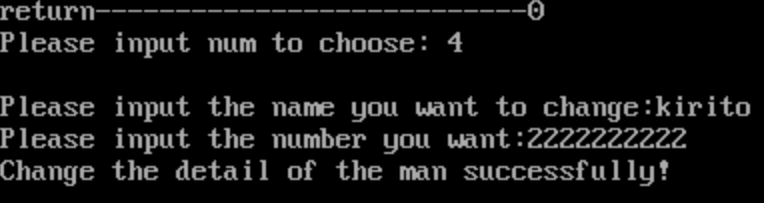 return---------------------------0
Please input num to choose: 4
Please input the name you want to change:kirito
Please input the number you want:2222222222
Change the detail of the man successfully!